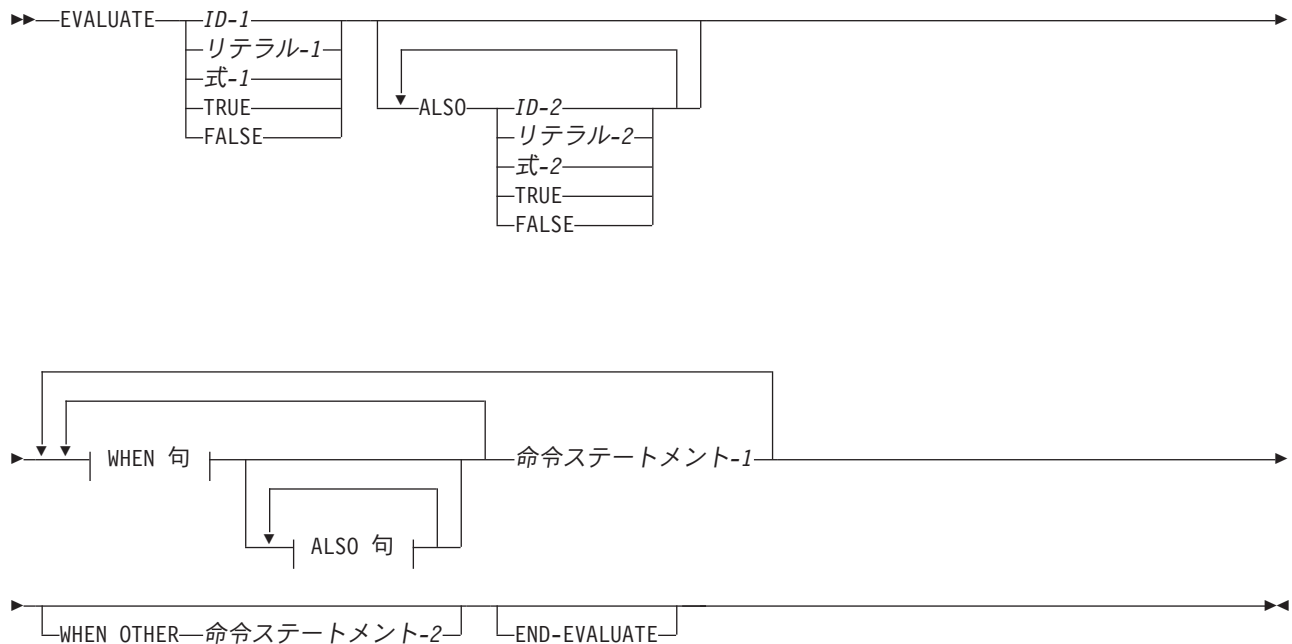 EVALUATE ID-1
リテラル-1
式-1
TRUE
FALSE
ALSO ID-2
リテラル-2
式-2
TRUE
FALSE
WHEN 句 命令ステートメント-1
ALSO 句
WHEN OTHER 命令ステートメント-2 END-EVALUATE